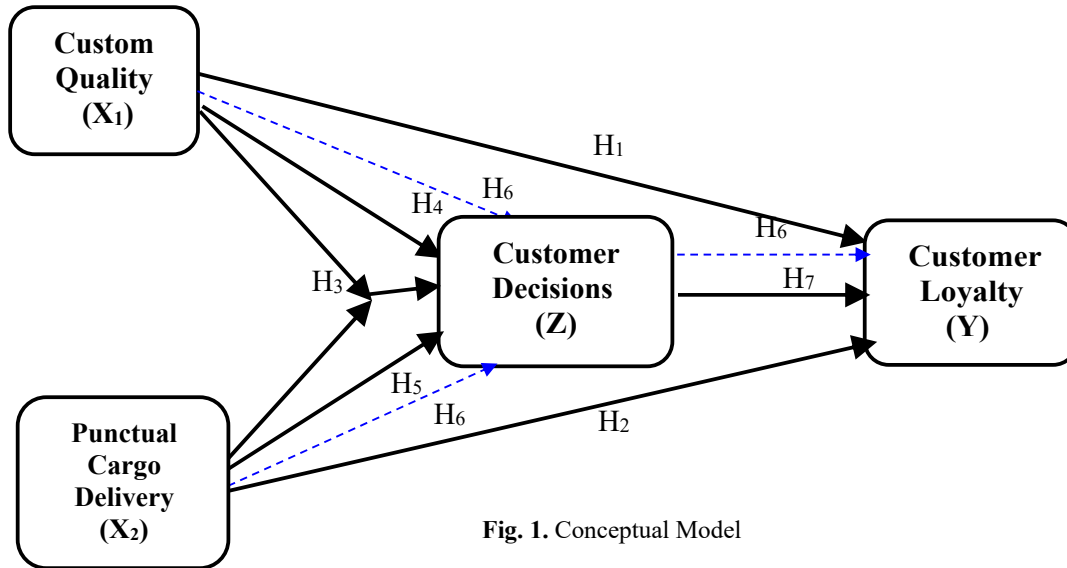 Custom
Quality
(X₁)
H₁
H₆
H₄
H₆
Customer
Decisions
(Z)
Customer
Loyalty
(Y)
H₃
H₇
H₅
H₆
H₂
Punctual
Cargo
Delivery
(X₂)
Fig. 1. Conceptual Model